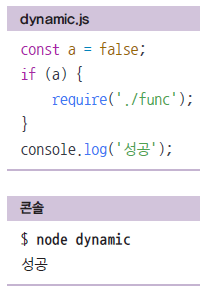 dynamic.js
const a = false;
if (a) {
    require('./func');
}
console.log('성공');
콘솔
$ node dynamic
성공